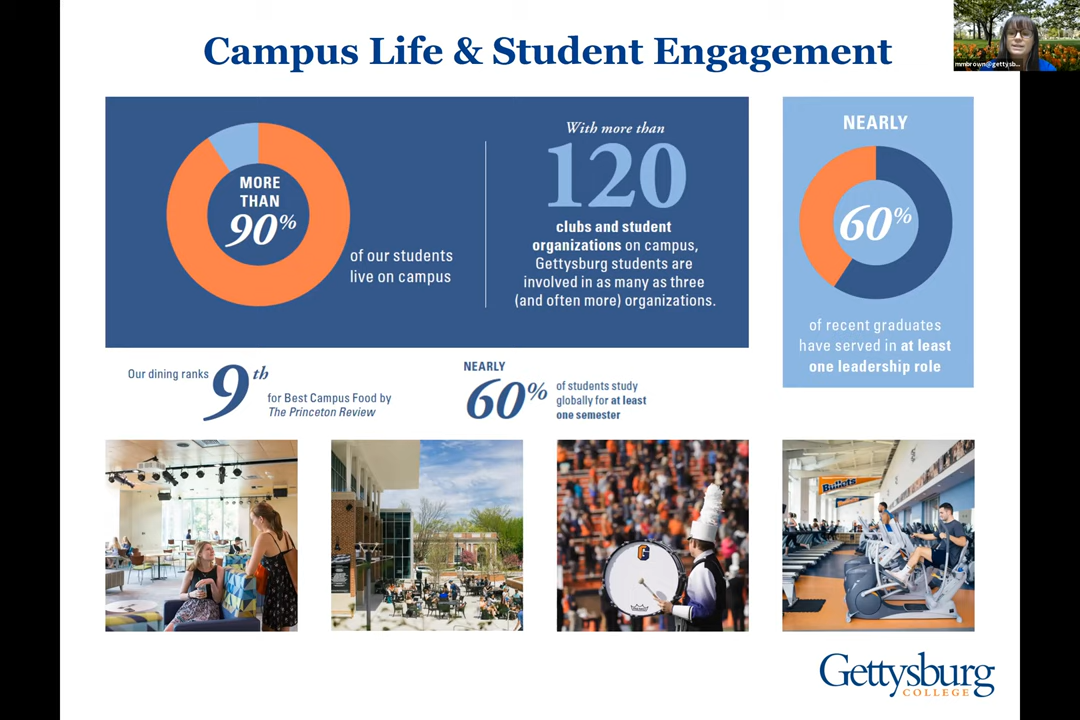 Campus Life & Student Engagement
mmbrown@gettysb...
MORE
THAN
90%
of our students
live on campus
With more than
120
clubs and student
organizations on campus,
Gettysburg students are
involved in as many as three
(and often more) organizations.
NEARLY
60%
of recent graduates
have served in at least
one leadership role
Our dining ranks
9th
for Best Campus Food by
The Princeton Review
NEARLY
60%
of students study
globally for at least
one semester
G
REMO
Bullets
Gettysburg
COLLEGE